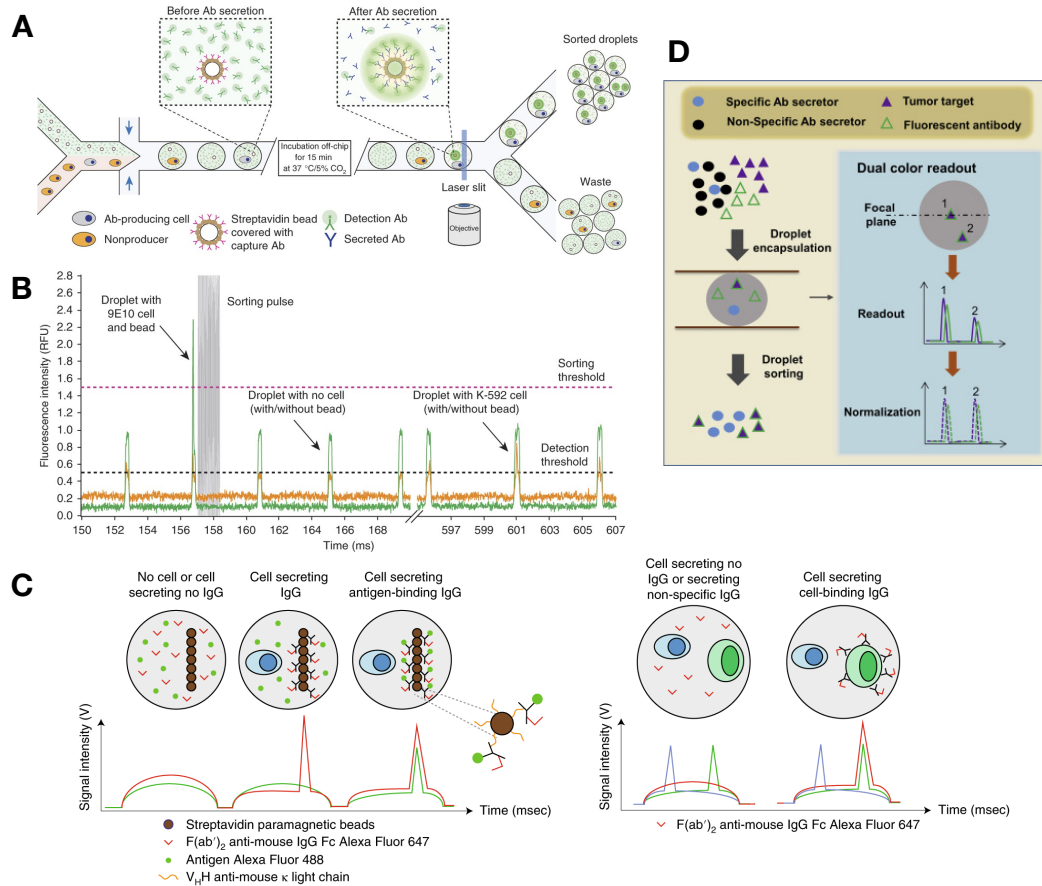 A
Before Ab secretion
After Ab secretion
Sorted droplets
Incubation off-chip
for 15 min
at 37 °C/5% CO2
Laser slit
Waste
Objective
Ab-producing cell
Nonproducer
Streptavidin bead
covered with
capture Ab
Detection Ab
Secreted Ab
B
Fluorescence intensity (RFU)
2.8
2.6
2.4
2.2
2.0
1.8
1.6
1.4
1.2
1.0
0.8
0.6
0.4
0.2
0.0
Droplet with
9E10 cell
and bead
Sorting pulse
Sorting
threshold
Droplet with no cell
(with/without bead)
Droplet with K-592 cell
(with/without bead)
Detection
threshold
150 152 154 156 158 160 162 164 166 168 597 599 601 603 605 607
Time (ms)
C
No cell or cell
secreting no IgG
Cell secreting
IgG
Cell secreting
antigen-binding IgG
Signal intensity (V)
Time (msec)
Streptavidin paramagnetic beads
F(ab′)2 anti-mouse IgG Fc Alexa Fluor 647
Antigen Alexa Fluor 488
VHH anti-mouse κ light chain
Cell secreting no
IgG or secreting
non-specific IgG
Cell secreting
cell-binding IgG
Signal intensity (V)
Time (msec)
F(ab′)2 anti-mouse IgG Fc Alexa Fluor 647
D
Specific Ab secretor
Non-Specific Ab secretor
Tumor target
Fluorescent antibody
Droplet
encapsulation
Droplet
sorting
Dual color readout
Focal
plane
1
2
Readout
1
2
Normalization
1
2